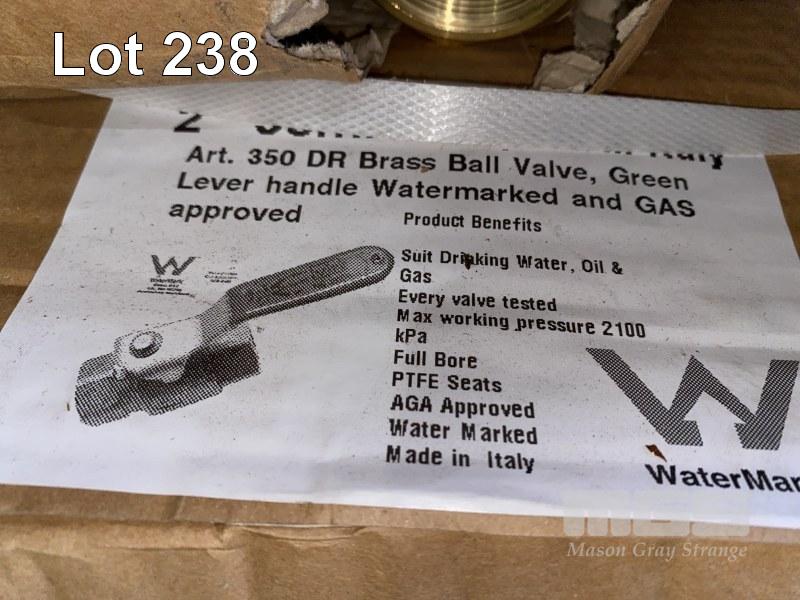 Lot 238
2"
Italy
Art. 350 DR Brass Ball Valve, Green
Lever handle Watermarked and GAS
approved
Product Benefits
Suit Drinking Water, Oil &
Gas
Every valve tested
Max working pressure 2100
kPa
Full Bore
PTFE Seats
AGA Approved
Water Marked
Made in Italy
WaterMar
Mason Gray Strange